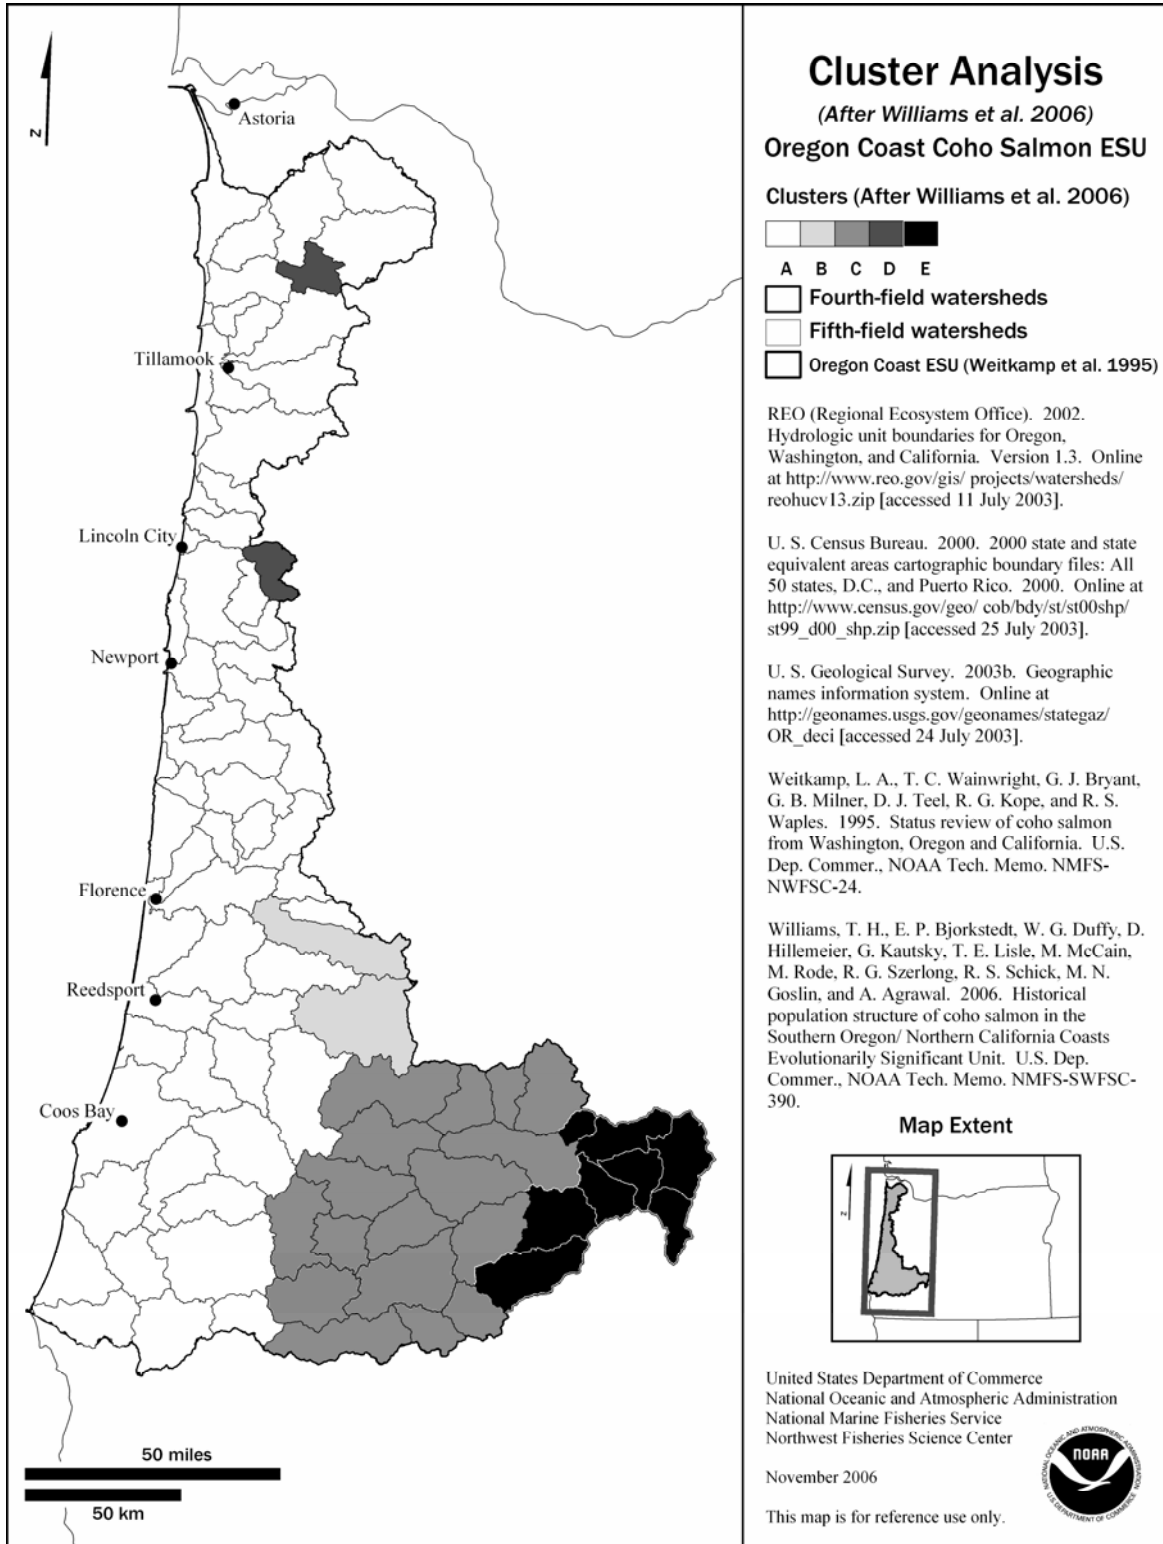 Cluster Analysis
(After Williams et al. 2006)
Oregon Coast Coho Salmon ESU
Clusters (After Williams et al. 2006)
A B C D E
Fourth-field watersheds
Fifth-field watersheds
Oregon Coast ESU (Weitkamp et al. 1995)
REO (Regional Ecosystem Office). 2002.
Hydrologic unit boundaries for Oregon,
Washington, and California. Version 1.3. Online
at http://www.reo.gov/gis/ projects/watersheds/
reohucv13.zip [accessed 11 July 2003].
U. S. Census Bureau. 2000. 2000 state and state
equivalent areas cartographic boundary files: All
50 states, D.C., and Puerto Rico. 2000. Online at
http://www.census.gov/geo/ cob/bdy/st/st00shp/
st99_d00_shp.zip [accessed 25 July 2003].
U. S. Geological Survey. 2003b. Geographic
names information system. Online at
http://geonames.usgs.gov/geonames/stategaz/
OR_deci [accessed 24 July 2003].
Weitkamp, L. A., T. C. Wainwright, G. J. Bryant,
G. B. Milner, D. J. Teel, R. G. Kope, and R. S.
Waples. 1995. Status review of coho salmon
from Washington, Oregon and California. U.S.
Dep. Commer., NOAA Tech. Memo. NMFS-
NWFSC-24.
Williams, T. H., E. P. Bjorkstedt, W. G. Duffy, D.
Hillemeier, G. Kautsky, T. E. Lisle, M. McCain,
M. Rode, R. G. Szerlong, R. S. Schick, M. N.
Goslin, and A. Agrawal. 2006. Historical
population structure of coho salmon in the
Southern Oregon/ Northern California Coasts
Evolutionarily Significant Unit. U.S. Dep.
Commer., NOAA Tech. Memo. NMFS-SWFSC-
390.
Map Extent
N
United States Department of Commerce
National Oceanic and Atmospheric Administration
National Marine Fisheries Service
Northwest Fisheries Science Center
November 2006
This map is for reference use only.
NATIONAL OCEANIC AND ATMOSPHERIC ADMINISTRATION
NOAA
U.S. DEPARTMENT OF COMMERCE
N
Astoria
Tillamook
Lincoln City
Newport
Florence
Reedsport
Coos Bay
50 miles
50 km